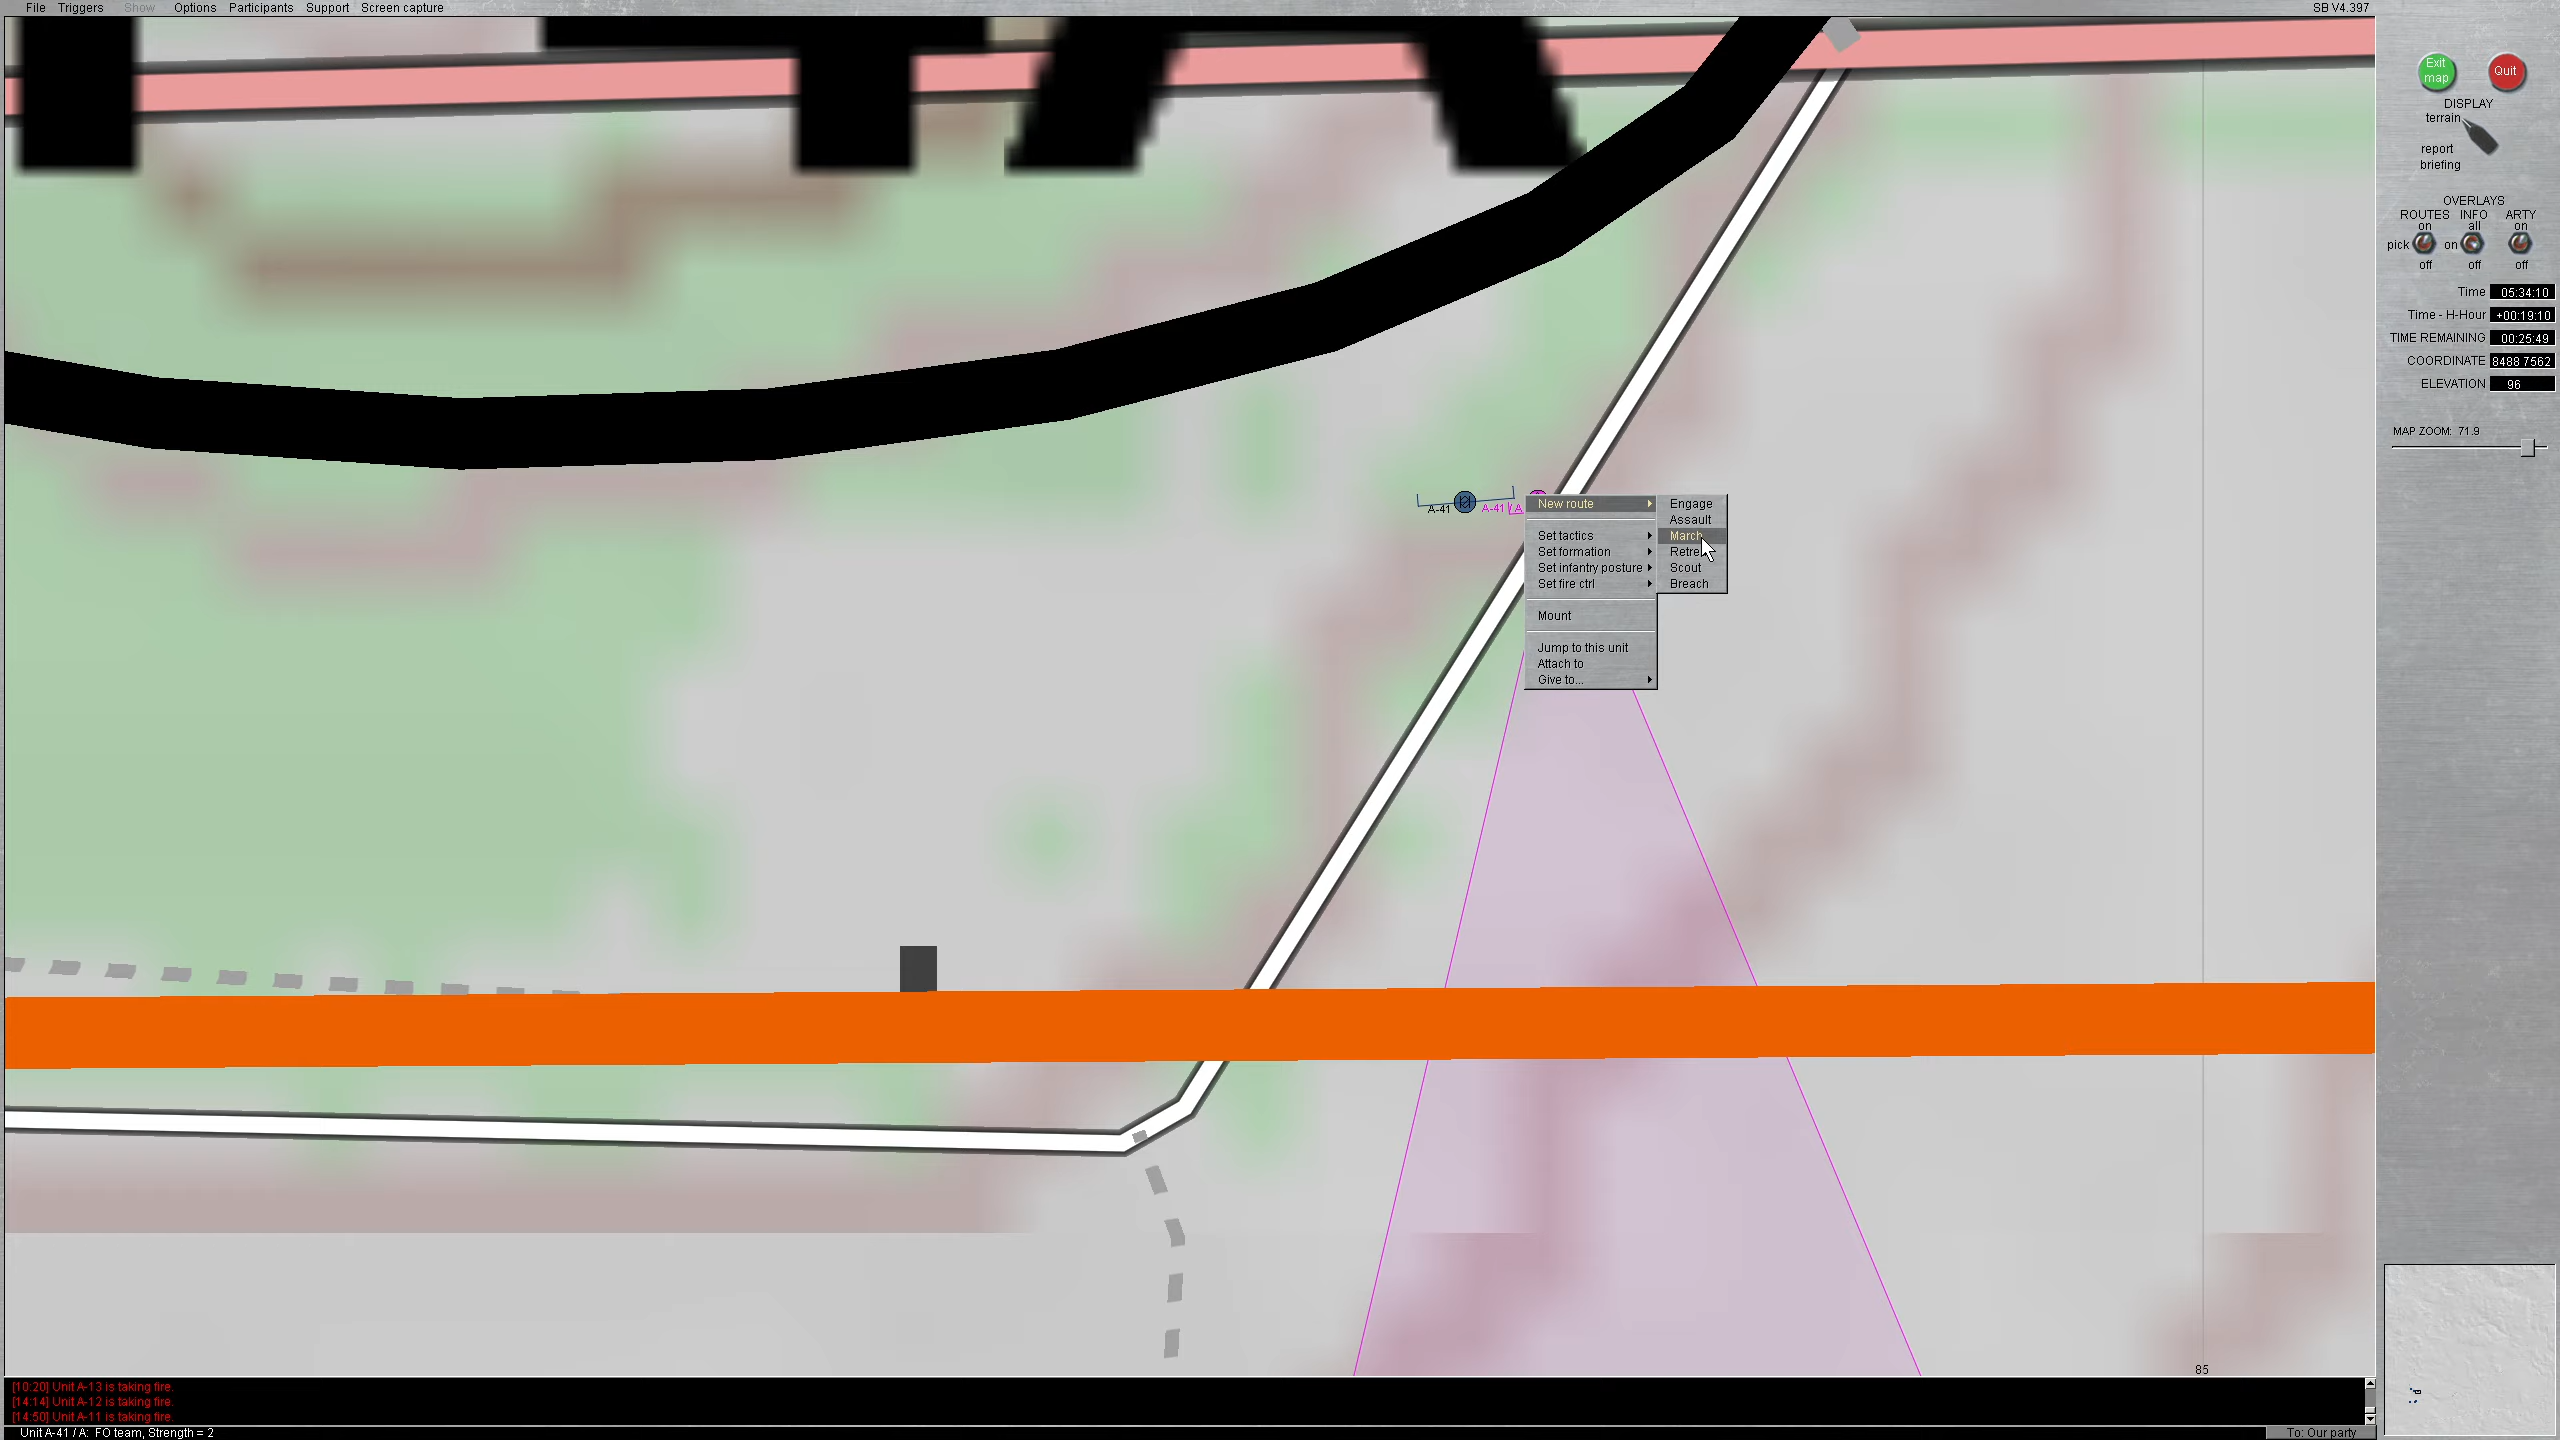 File Triggers Show Options Participants Support Screen capture SB V4.397
Exit map
Quit
DISPLAY
terrain
report
briefing
OVERLAYS
ROUTES INFO ARTY
on all on
pick on
off off off
Time 05:34:10
Time - H-Hour +00:19:10
TIME REMAINING 00:25:49
COORDINATE 8488 7562
ELEVATION 96
MAP ZOOM: 71.9
A-41 A-41 / A
New route
Set tactics
Set formation
Set infantry posture
Set fire ctrl
Mount
Jump to this unit
Attach to
Give to...
Engage
Assault
March
Scout
Breach
85
[10:20] Unit A-13 is taking fire.
[14:14] Unit A-12 is taking fire.
[14:50] Unit A-11 is taking fire.
Unit A-41 / A: FO team, Strength = 2
To: Our party